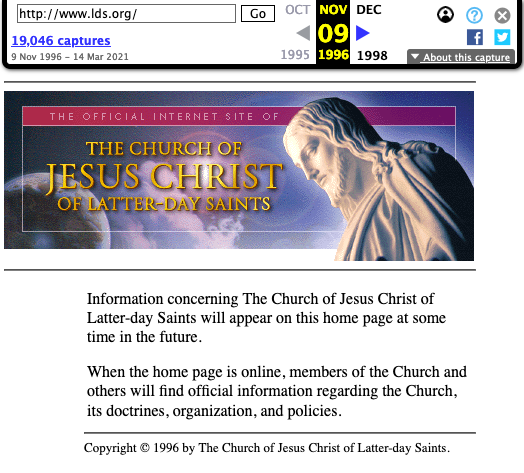 http://www.lds.org/ Go OCT NOV DEC
19,046 captures 09
9 Nov 1996 – 14 Mar 2021 1995 1996 1998 About this capture
THE OFFICIAL INTERNET SITE OF
THE CHURCH OF
JESUS CHRIST
OF LATTER-DAY SAINTS
Information concerning The Church of Jesus Christ of
Latter-day Saints will appear on this home page at some
time in the future.
When the home page is online, members of the Church and
others will find official information regarding the Church,
its doctrines, organization, and policies.
Copyright © 1996 by The Church of Jesus Christ of Latter-day Saints.